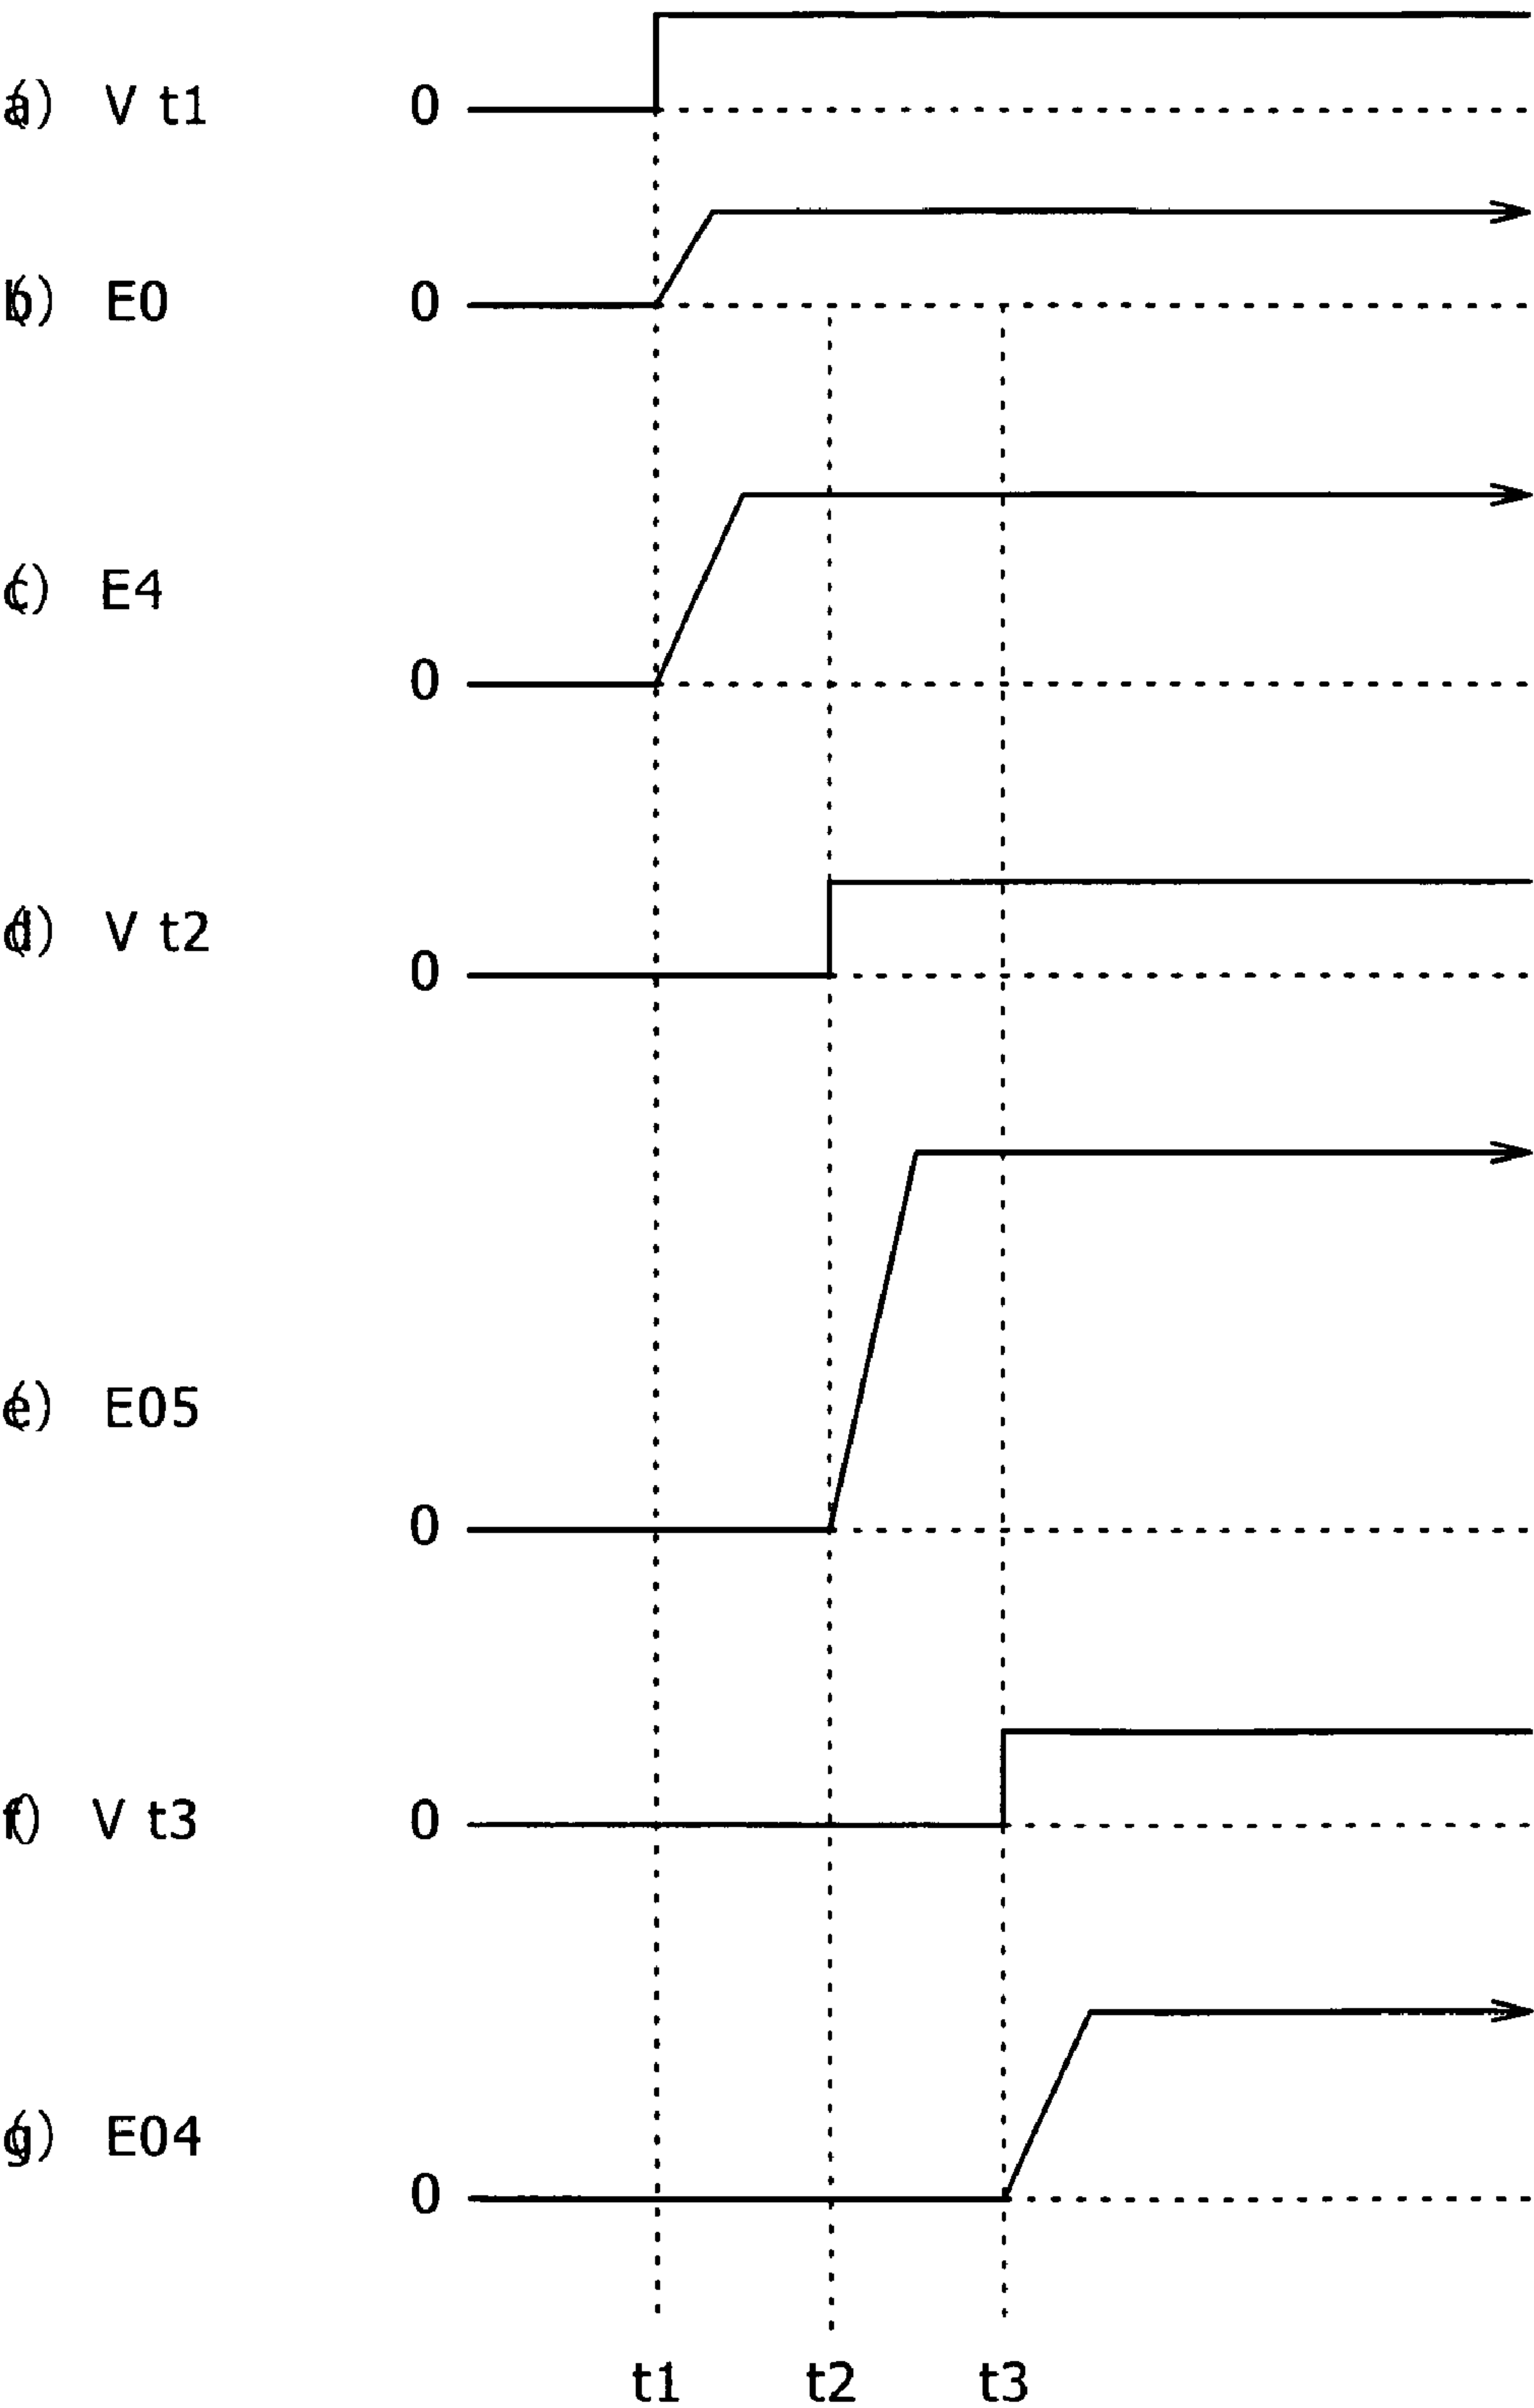 (a) V t1 0
(b) E0 0
(c) E4
0
(d) V t2
0
(e) E05
0
(f) V t3 0
(g) E04
0
t1 t2 t3